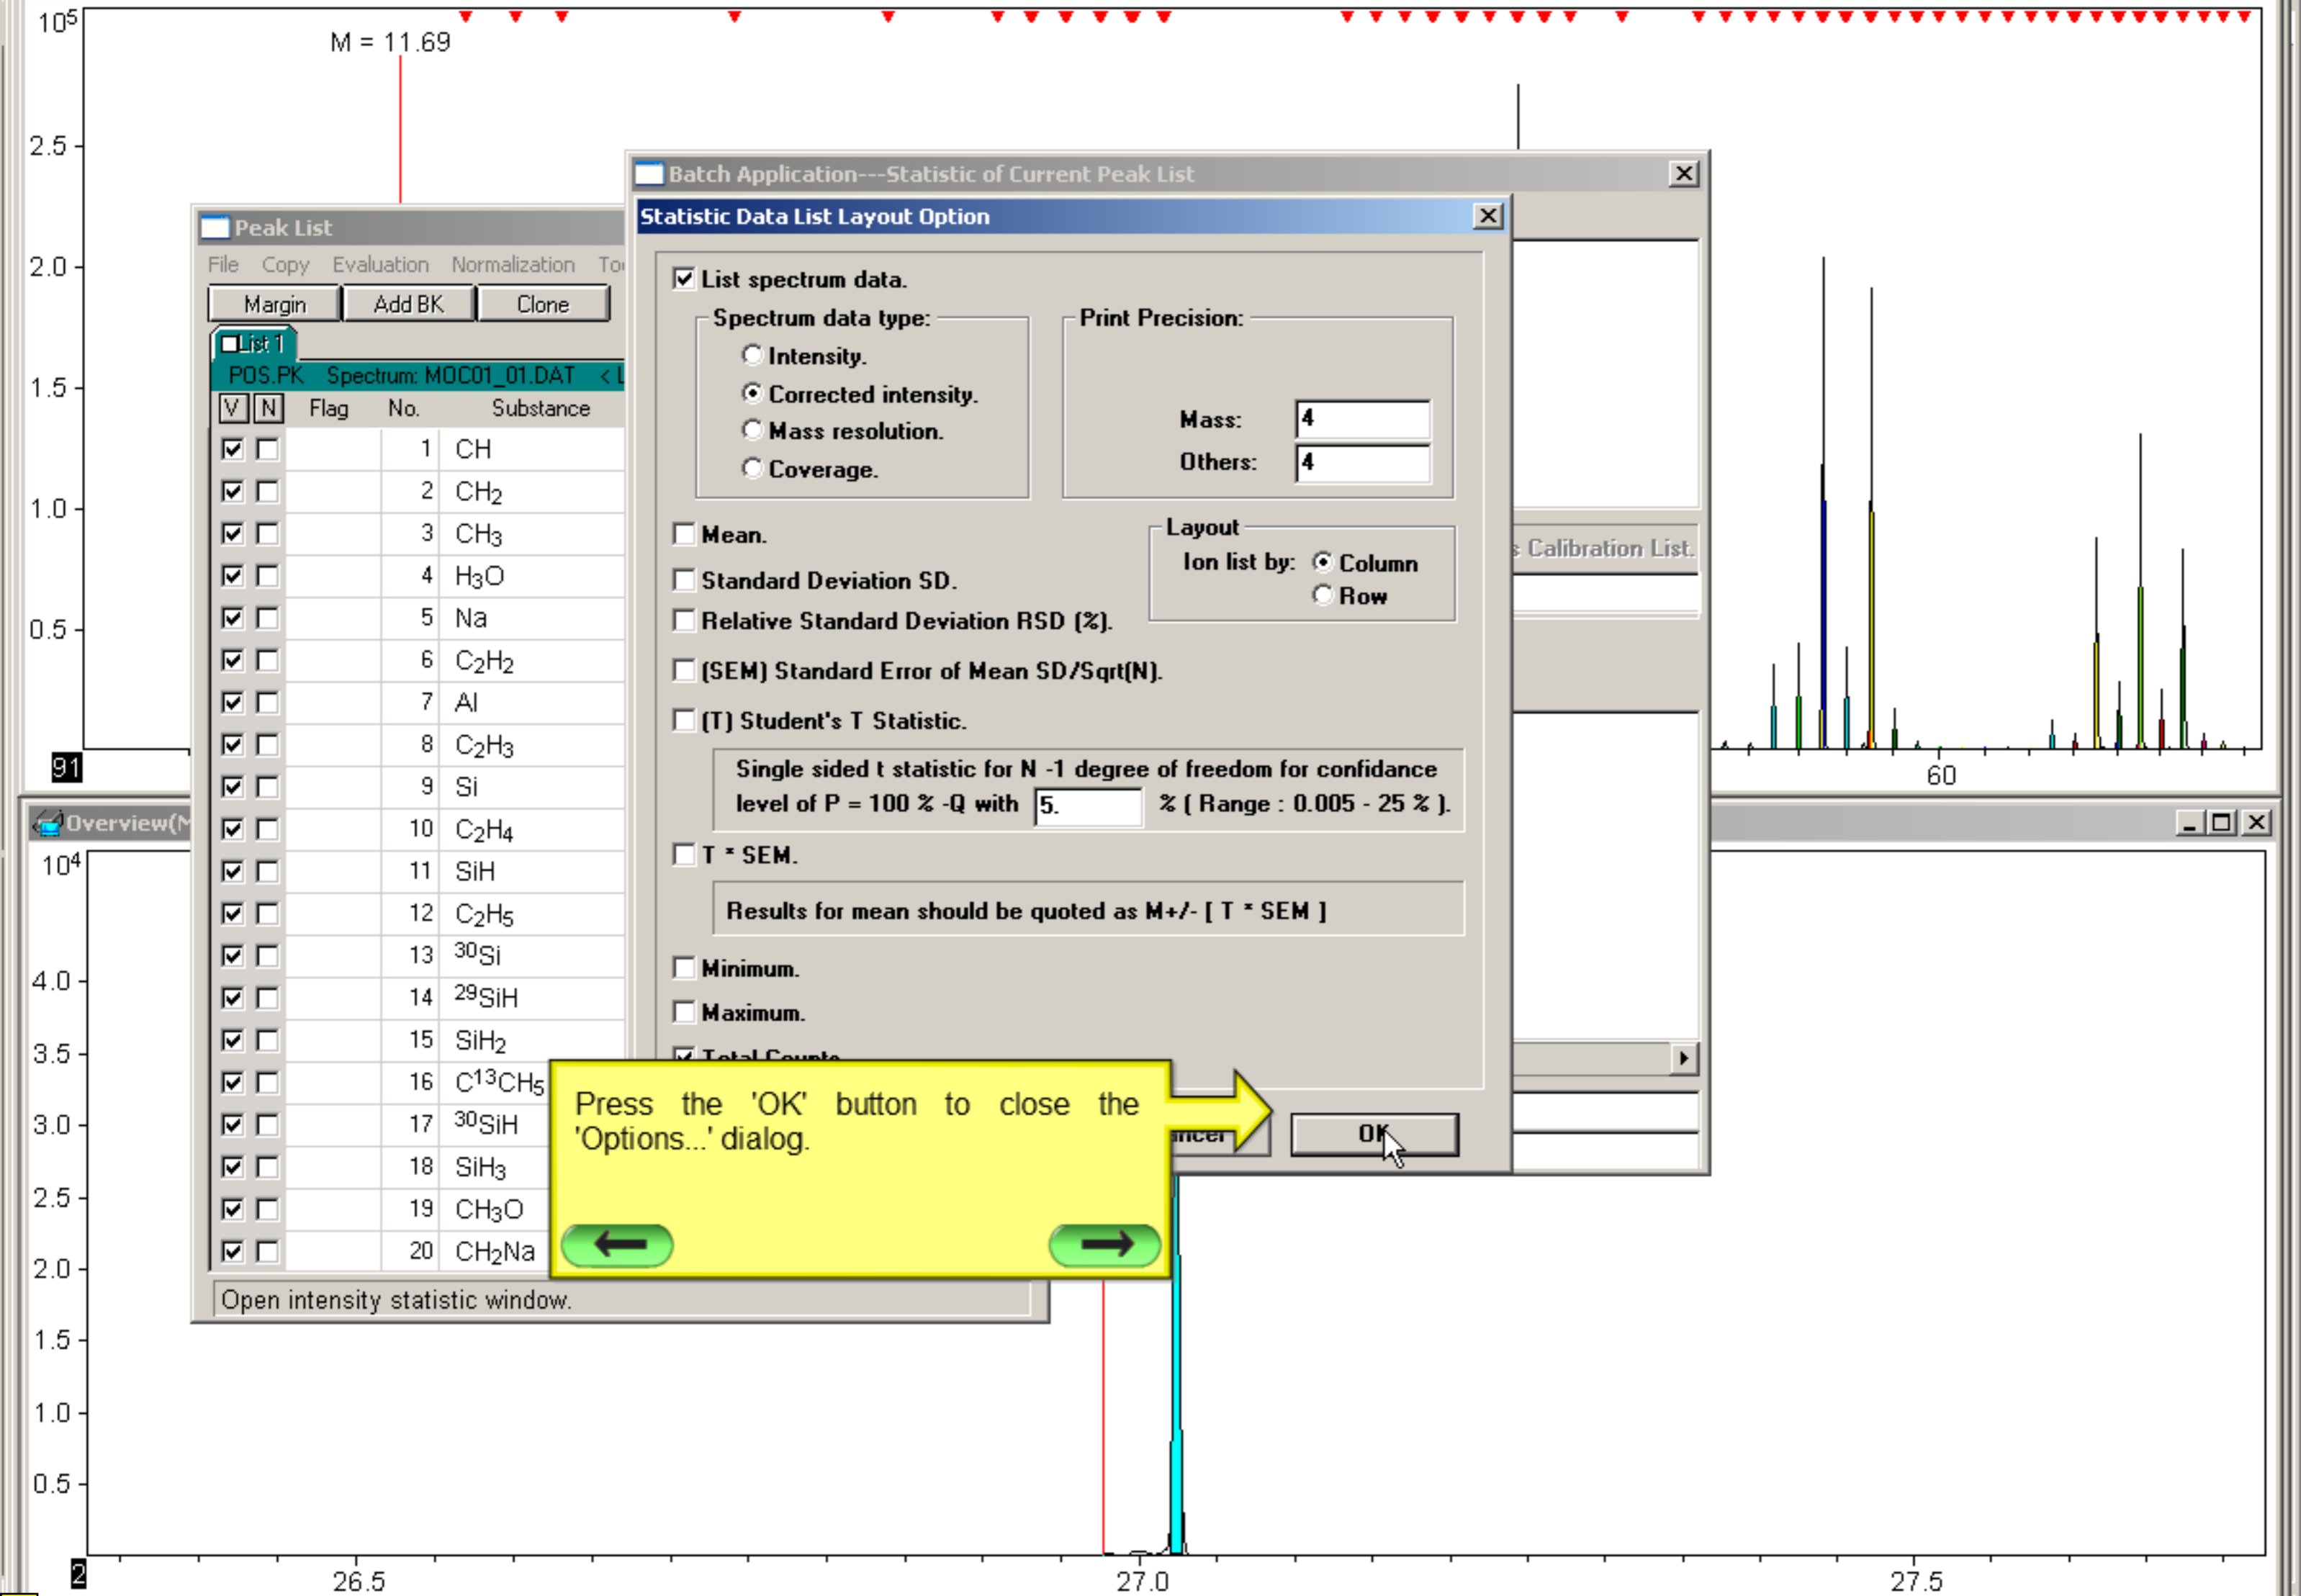 10⁵
M = 11.69
2.5
2.0
1.5
1.0
0.5
91
60
Batch Application---Statistic of Current Peak List
Statistic Data List Layout Option
List spectrum data.
Spectrum data type:
Intensity.
Corrected intensity.
Mass resolution.
Coverage.
Print Precision:
Mass: 4
Others: 4
Mean.
Standard Deviation SD.
Relative Standard Deviation RSD (%).
Layout
Ion list by: Column
Row
(SEM) Standard Error of Mean SD/Sqrt(N).
(T) Student's T Statistic.
Single sided t statistic for N -1 degree of freedom for confidance
level of P = 100 % -Q with 5. % ( Range : 0.005 - 25 % ).
T * SEM.
Results for mean should be quoted as M+/- [ T * SEM ]
Minimum.
Maximum.
Total Counts
OK
Calibration List.
Peak List
File Copy Evaluation Normalization
Margin Add BK Clone
List 1
POS.PK Spectrum: MOC01_01.DAT <
V N Flag No. Substance
1 CH
2 CH₂
3 CH₃
4 H₃O
5 Na
6 C₂H₂
7 Al
8 C₂H₃
9 Si
10 C₂H₄
11 SiH
12 C₂H₅
13 ³⁰Si
14 ²⁹SiH
15 SiH₂
16 C¹³CH₅
17 ³⁰SiH
18 SiH₃
19 CH₃O
20 CH₂Na
Open intensity statistic window.
Press the 'OK' button to close the
'Options...' dialog.
Overview(M
10⁴
4.0
3.5
3.0
2.5
2.0
1.5
1.0
0.5
2
26.5
27.0
27.5